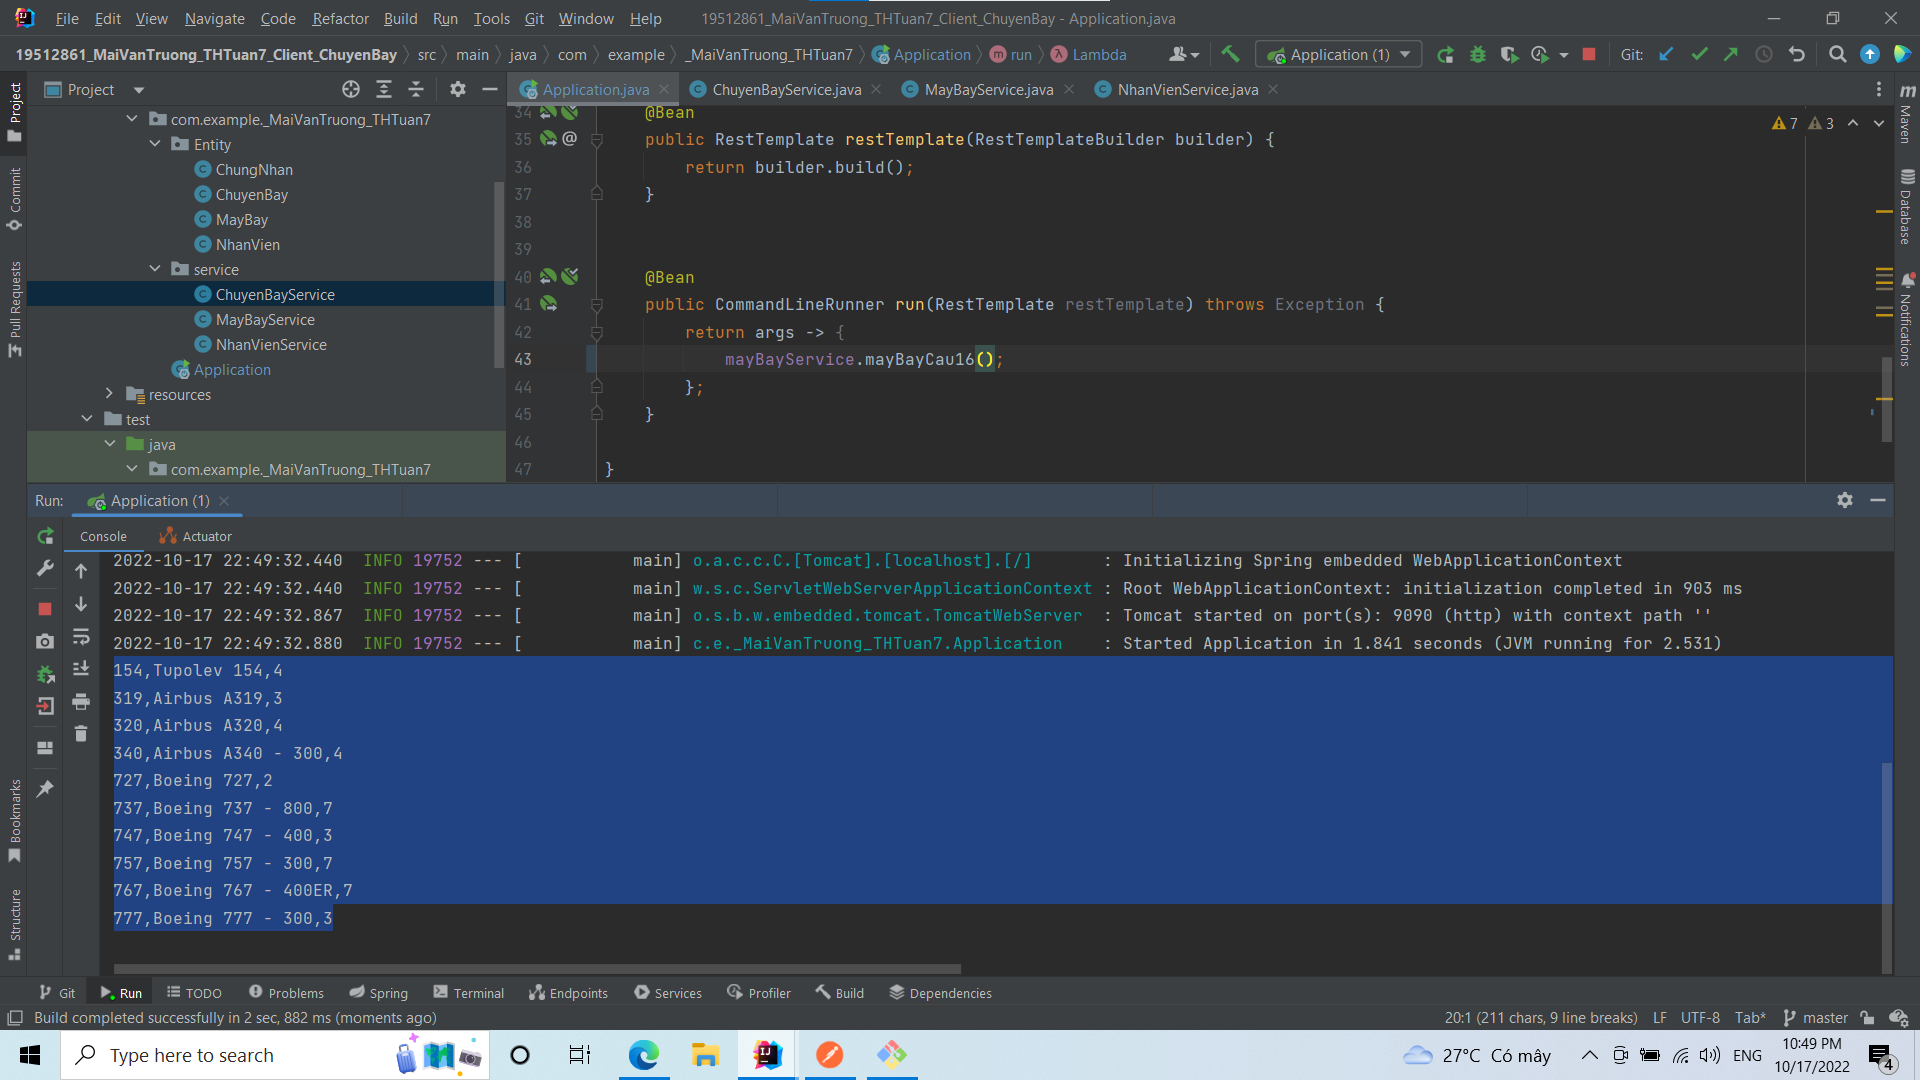 File Edit View Navigate Code Refactor Build Run Tools Git Window Help 19512861_MaiVanTruong_THTuan7_Client_ChuyenBay - Application.java
19512861_MaiVanTruong_THTuan7_Client_ChuyenBay src main java com example _MaiVanTruong_THTuan7 Application run Lambda Application (1) Git:
Project
Application.java ChuyenBayService.java MayBayService.java NhanVienService.java
com.example._MaiVanTruong_THTuan7
Entity
ChungNhan
ChuyenBay
MayBay
NhanVien
service
ChuyenBayService
MayBayService
NhanVienService
Application
resources
test
java
com.example._MaiVanTruong_THTuan7
7 3
34 @Bean
35 @ public RestTemplate restTemplate(RestTemplateBuilder builder) {
36 return builder.build();
37 }
38
39
40 @Bean
41 public CommandLineRunner run(RestTemplate restTemplate) throws Exception {
42 return args -> {
43 mayBayService.mayBayCau16();
44 };
45 }
46
47 }
Project
Commit
Pull Requests
Bookmarks
Structure
Maven
Database
Notifications
Run: Application (1)
Console Actuator
2022-10-17 22:49:32.440 INFO 19752 --- [ main] o.a.c.c.C.[Tomcat].[localhost].[/] : Initializing Spring embedded WebApplicationContext
2022-10-17 22:49:32.440 INFO 19752 --- [ main] w.s.c.ServletWebServerApplicationContext : Root WebApplicationContext: initialization completed in 903 ms
2022-10-17 22:49:32.867 INFO 19752 --- [ main] o.s.b.w.embedded.tomcat.TomcatWebServer : Tomcat started on port(s): 9090 (http) with context path ''
2022-10-17 22:49:32.880 INFO 19752 --- [ main] c.e._MaiVanTruong_THTuan7.Application : Started Application in 1.841 seconds (JVM running for 2.531)
154,Tupolev 154,4
319,Airbus A319,3
320,Airbus A320,4
340,Airbus A340 - 300,4
727,Boeing 727,2
737,Boeing 737 - 800,7
747,Boeing 747 - 400,3
757,Boeing 757 - 300,7
767,Boeing 767 - 400ER,7
777,Boeing 777 - 300,3
Git Run TODO Problems Spring Terminal Endpoints Services Profiler Build Dependencies
Build completed successfully in 2 sec, 882 ms (moments ago) 20:1 (211 chars, 9 line breaks) LF UTF-8 Tab* master
Type here to search 27°C Có mây ENG 10:49 PM
10/17/2022 4